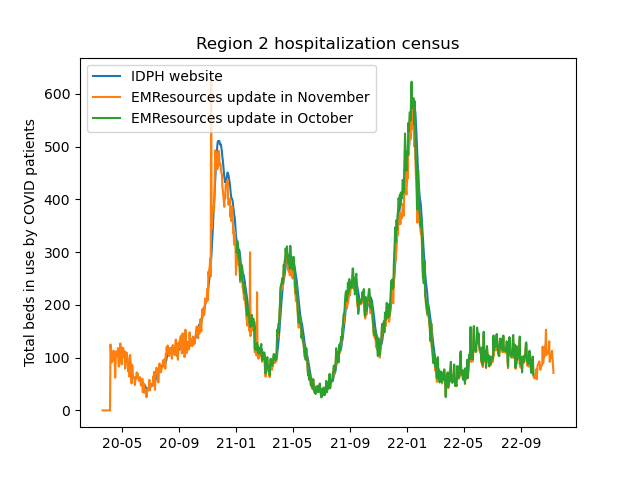 Region 2 hospitalization census
IDPH website
EMResources update in November
EMResources update in October
Total beds in use by COVID patients
600
500
400
300
200
100
0
20-05 20-09 21-01 21-05 21-09 22-01 22-05 22-09